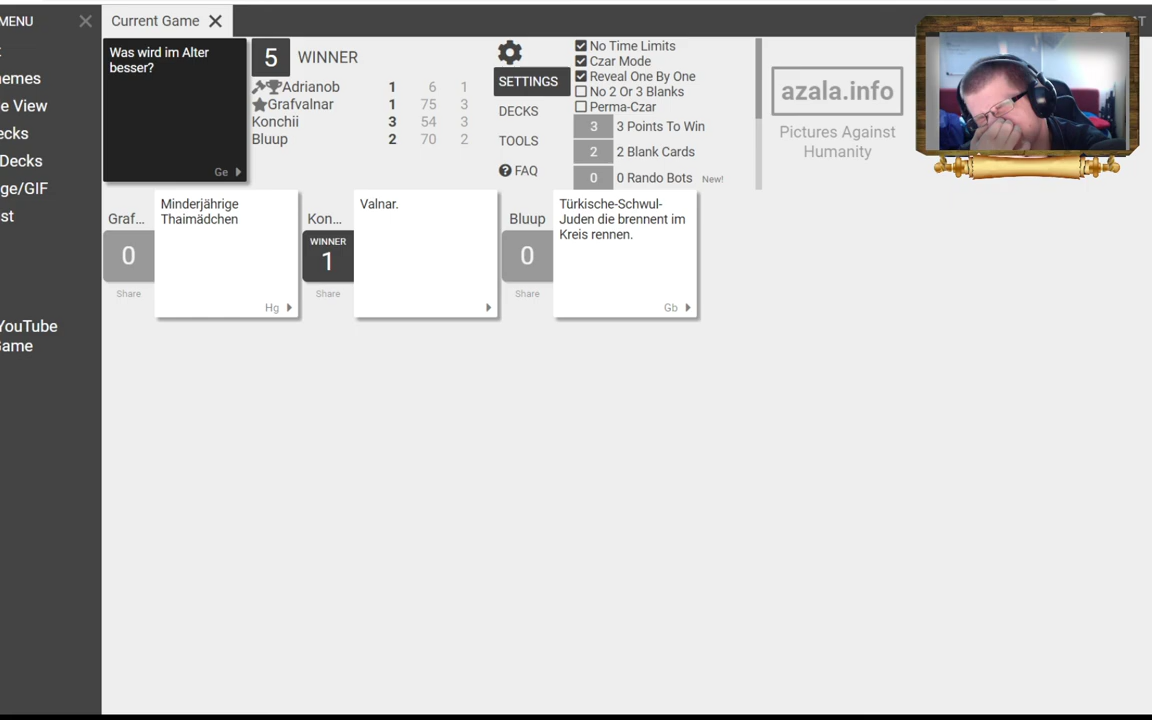 MENU
Current Game
emes
e View
ecks
Decks
ge/GIF
st
YouTube
Game
Was wird im Alter
besser?
Ge
5 WINNER
Adrianob 1 6 1
Grafvalnar 1 75 3
Konchii 3 54 3
Bluup 2 70 2
SETTINGS
DECKS
TOOLS
FAQ
No Time Limits
Czar Mode
Reveal One By One
No 2 Or 3 Blanks
Perma-Czar
3 3 Points To Win
2 2 Blank Cards
0 0 Rando Bots New!
azala.info
Pictures Against
Humanity
Graf...
0
Share
Minderjährige
Thaimädchen
Hg
Kon...
WINNER
1
Share
Valnar.
Bluup
0
Share
Türkische-Schwul-
Juden die brennent im
Kreis rennen.
Gb